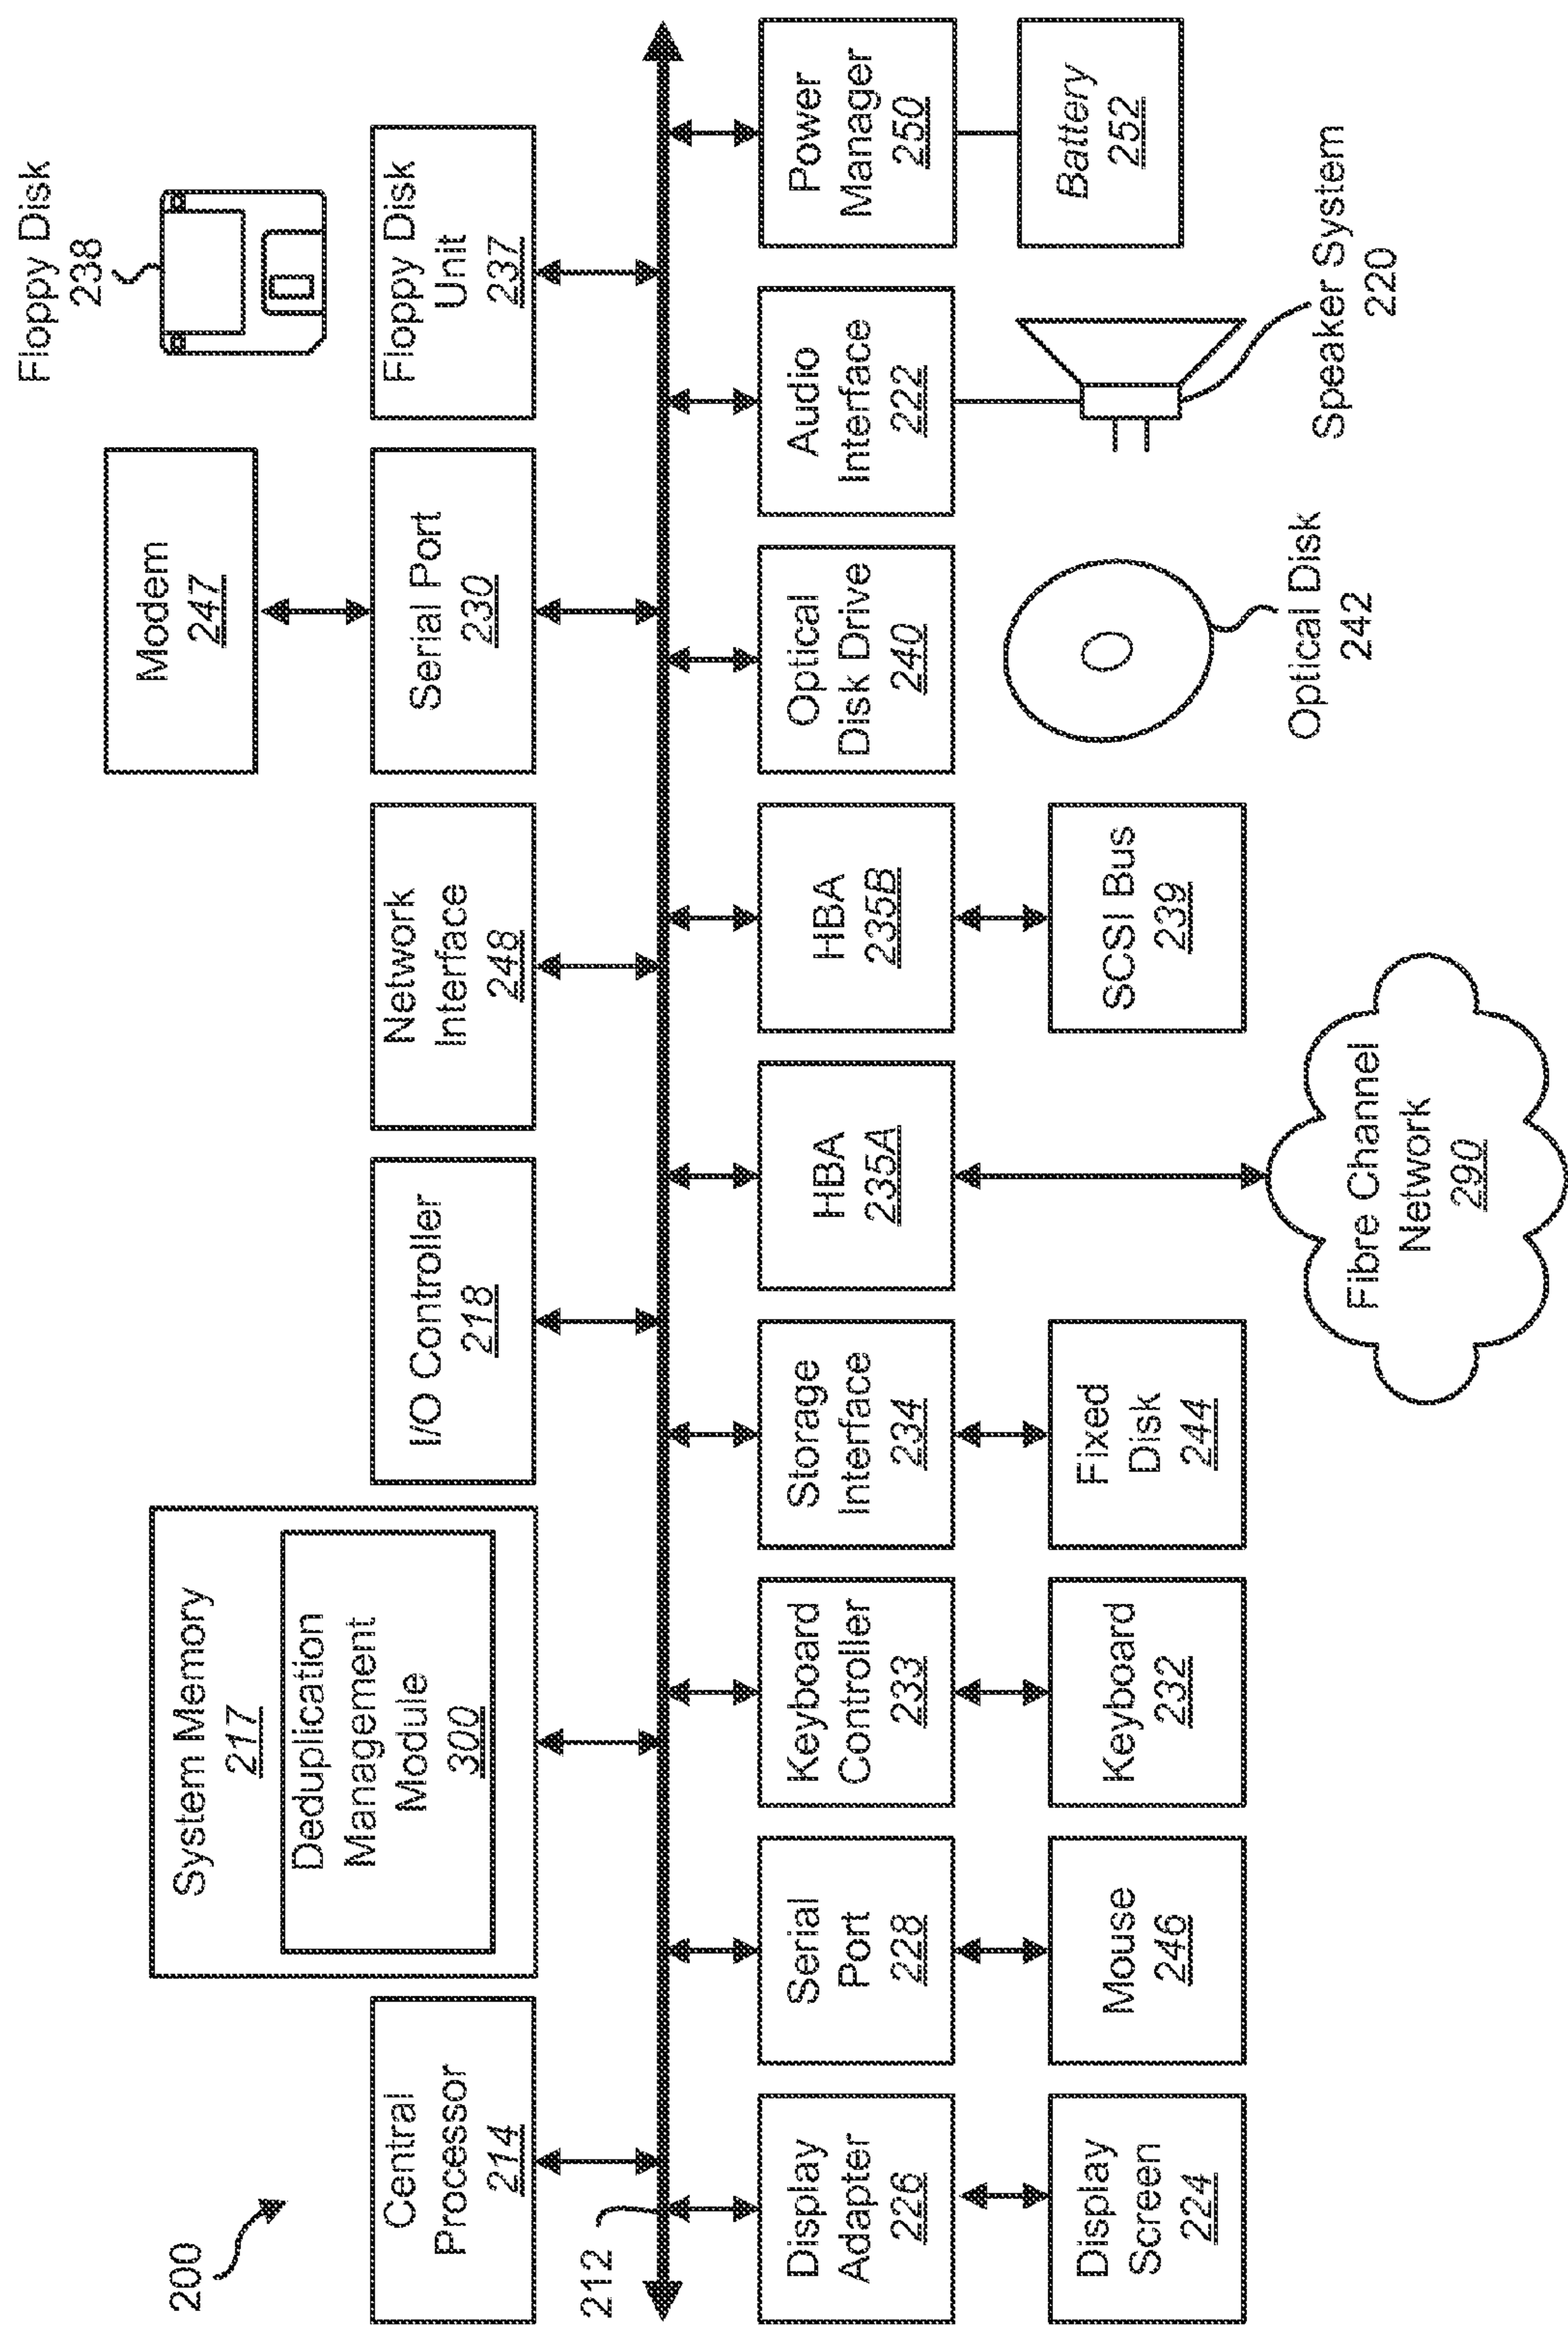 200
Central
Processor
214
System Memory
217
Deduplication
Management
Module
300
I/O Controller
218
Network
Interface
248
Modem
247
Serial Port
230
Floppy Disk
238
Floppy Disk
Unit
237
212
Display
Adapter
226
Serial
Port
228
Keyboard
Controller
233
Storage
Interface
234
HBA
235A
HBA
235B
Optical
Disk Drive
240
Audio
Interface
222
Power
Manager
250
Display
Screen
224
Mouse
246
Keyboard
232
Fixed
Disk
244
Fibre Channel
Network
290
SCSI Bus
239
Optical Disk
242
Speaker System
220
Battery
252